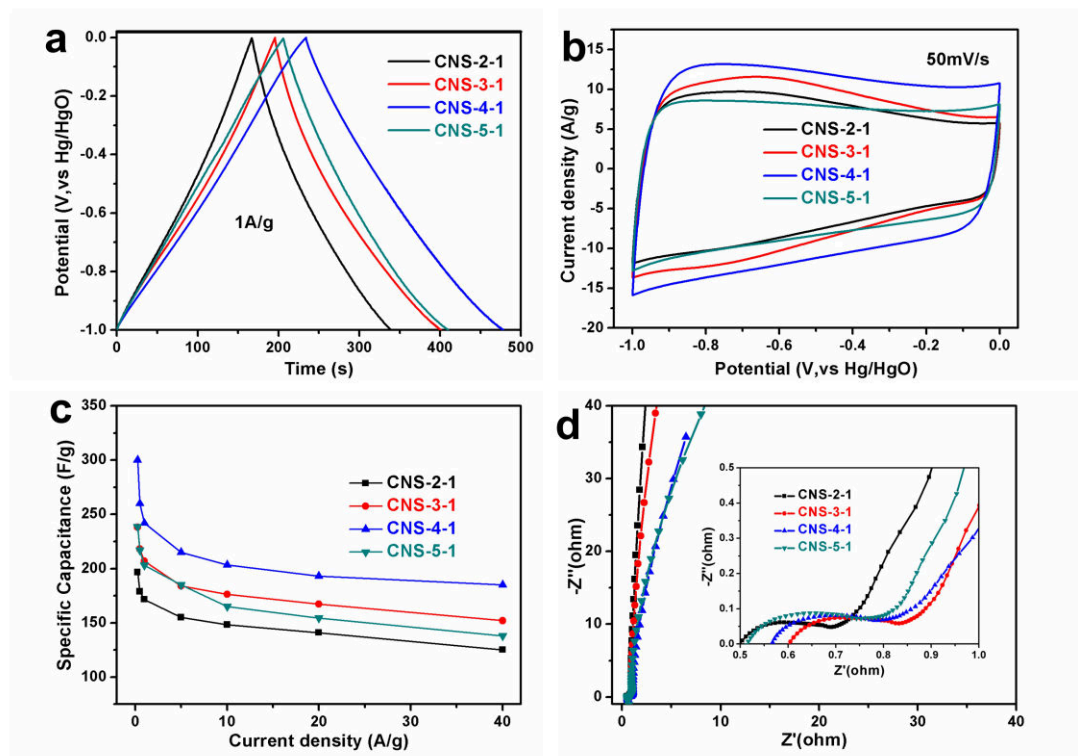 a
0.0
-0.2
-0.4
-0.6
-0.8
-1.0
Potential (V,vs Hg/HgO)
CNS-2-1
CNS-3-1
CNS-4-1
CNS-5-1
1A/g
0 100 200 300 400 500
Time (s)
b
20
15
10
5
0
-5
-10
-15
-20
Current density (A/g)
50mV/s
CNS-2-1
CNS-3-1
CNS-4-1
CNS-5-1
-1.0 -0.8 -0.6 -0.4 -0.2 0.0
Potential (V,vs Hg/HgO)
c
350
300
250
200
150
100
Specific Capacitance (F/g)
CNS-2-1
CNS-3-1
CNS-4-1
CNS-5-1
0 10 20 30 40
Current density (A/g)
d
40
30
20
10
0
-Z''(ohm)
0.5
0.4
0.3
0.2
0.1
0.0
-Z''(ohm)
CNS-2-1
CNS-3-1
CNS-4-1
CNS-5-1
0.5 0.6 0.7 0.8 0.9 1.0
Z'(ohm)
0 10 20 30 40
Z'(ohm)